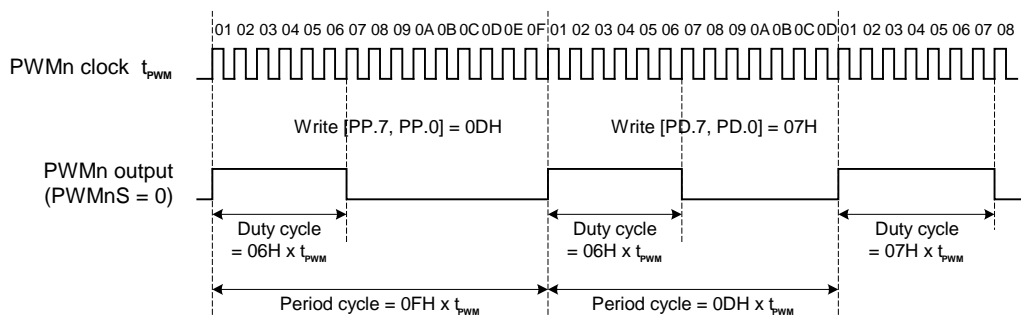 01 02 03 04 05 06 07 08 09 0A 0B 0C 0D 0E 0F 01 02 03 04 05 06 07 08 09 0A 0B 0C 0D 01 02 03 04 05 06 07 08
PWMn clock tPWM
Write [PP.7, PP.0] = 0DH Write [PD.7, PD.0] = 07H
PWMn output
(PWMnS = 0)
Duty cycle Duty cycle Duty cycle
= 06H x tPWM = 06H x tPWM = 07H x tPWM
Period cycle = 0FH x tPWM Period cycle = 0DH x tPWM